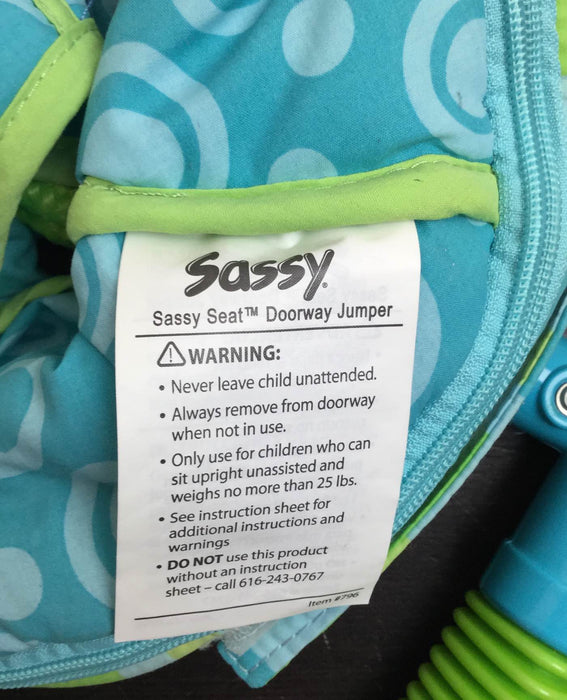 Sassy®
Sassy Seat™ Doorway Jumper
⚠WARNING:
• Never leave child unattended.
• Always remove from doorway
when not in use.
• Only use for children who can
sit upright unassisted and
weighs no more than 25 lbs.
• See instruction sheet for
additional instructions and
warnings
• DO NOT use this product
without an instruction
sheet – call 616-243-0767
Item #796